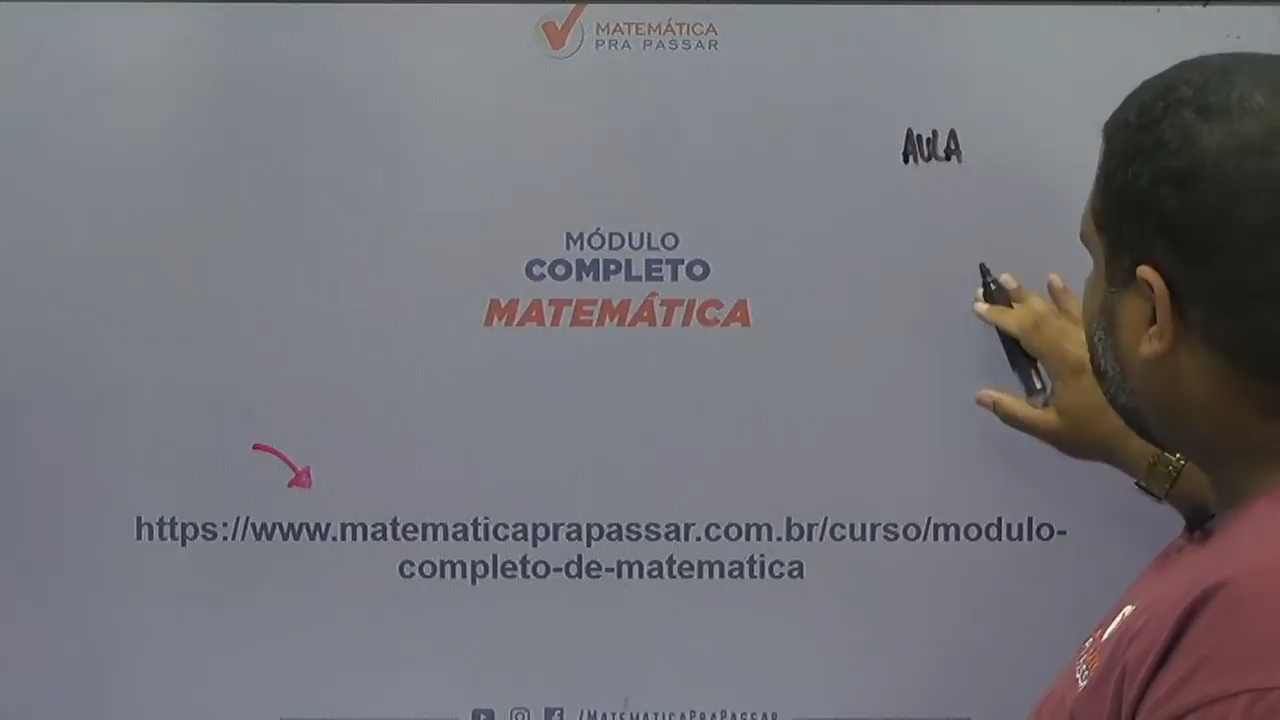 MATEMÁTICA
PRA PASSAR
AULA
MÓDULO
COMPLETO
MATEMÁTICA
https://www.matematicaprapassar.com.br/curso/modulo-
completo-de-matematica
/MATEMATICAPRAPASSAR